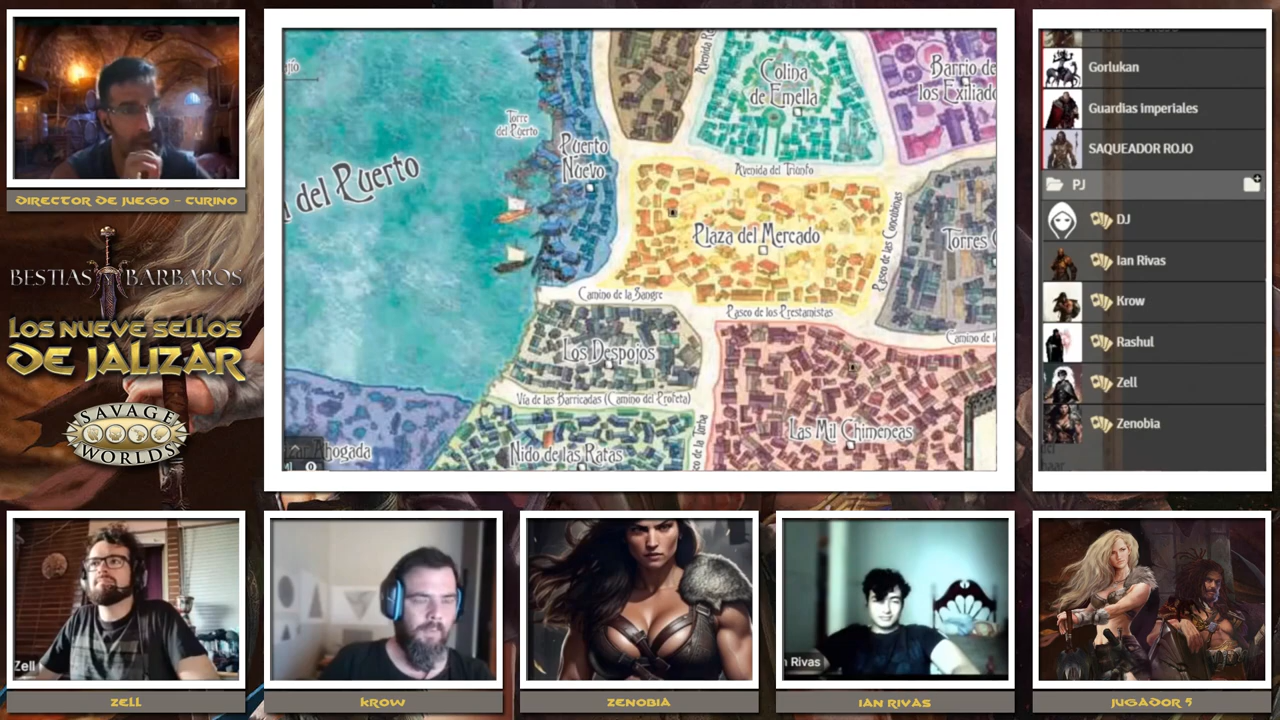 DIRECTOR DE JUEGO - CURINO
BESTIAS Y BARBAROS
LOS NUEVE SELLOS
DE JALIZAR
SAVAGE
WORLDS
del Puerto
Torre
del Puerto
Puerto
Nuevo
Colina
de Emella
Barrio de
los Exiliado
Avenida del Triunfo
Plaza del Mercado
Paseo de las Concubinas
Torres
Camino de la Sangre
Paseo de los Prestamistas
Los Despojos
Vía de las Barricadas (Camino del Profeta)
Nido de las Ratas
Las Mil Chimeneas
Ahogada
Gorlukan
Guardias Imperiales
SAQUEADOR ROJO
PJ
DJ
Ian Rivas
Krow
Rashul
Zell
Zenobia
Zell
n Rivas
ZELL
KROW
ZENOBIA
IAN RIVAS
JUGADOR 5